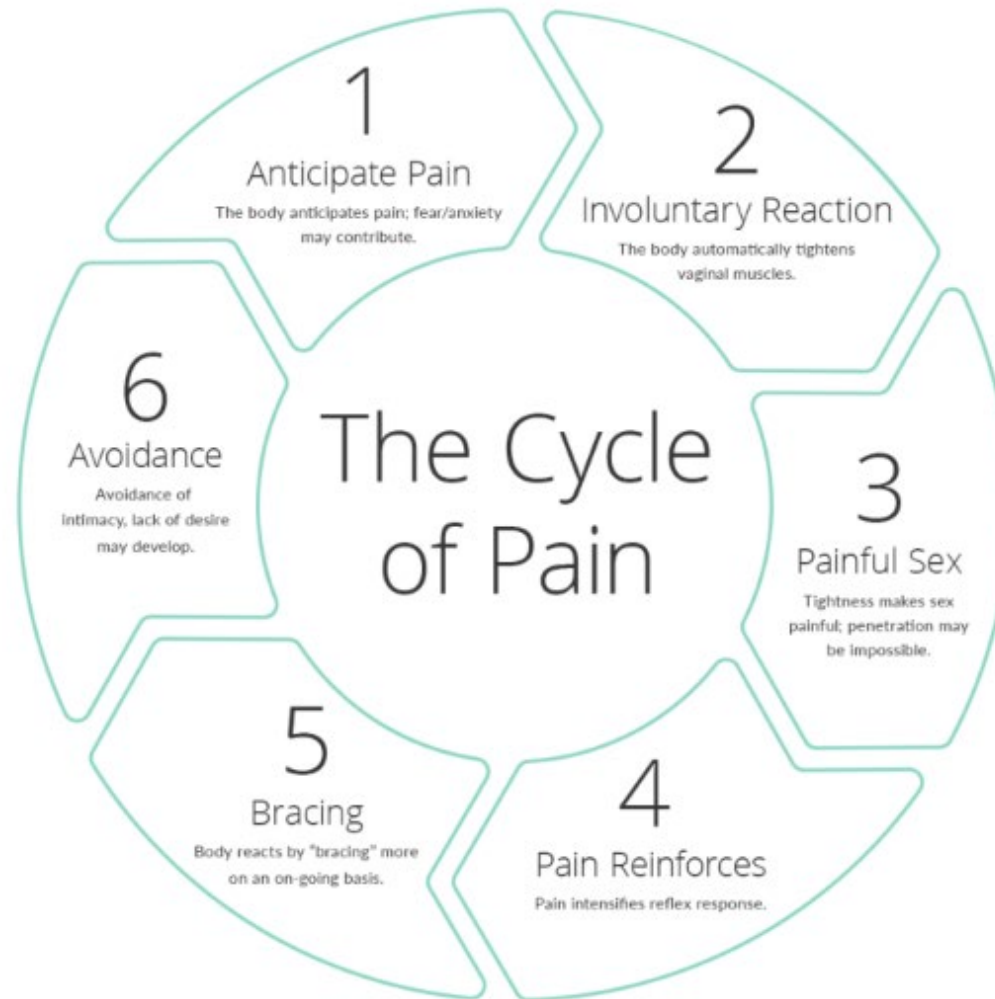 The Cycle
of Pain
1
Anticipate Pain
The body anticipates pain; fear/anxiety
may contribute.
2
Involuntary Reaction
The body automatically tightens
vaginal muscles.
3
Painful Sex
Tightness makes sex
painful; penetration may
be impossible.
4
Pain Reinforces
Pain intensifies reflex response.
5
Bracing
Body reacts by “bracing” more
on an on-going basis.
6
Avoidance
Avoidance of
intimacy, lack of desire
may develop.